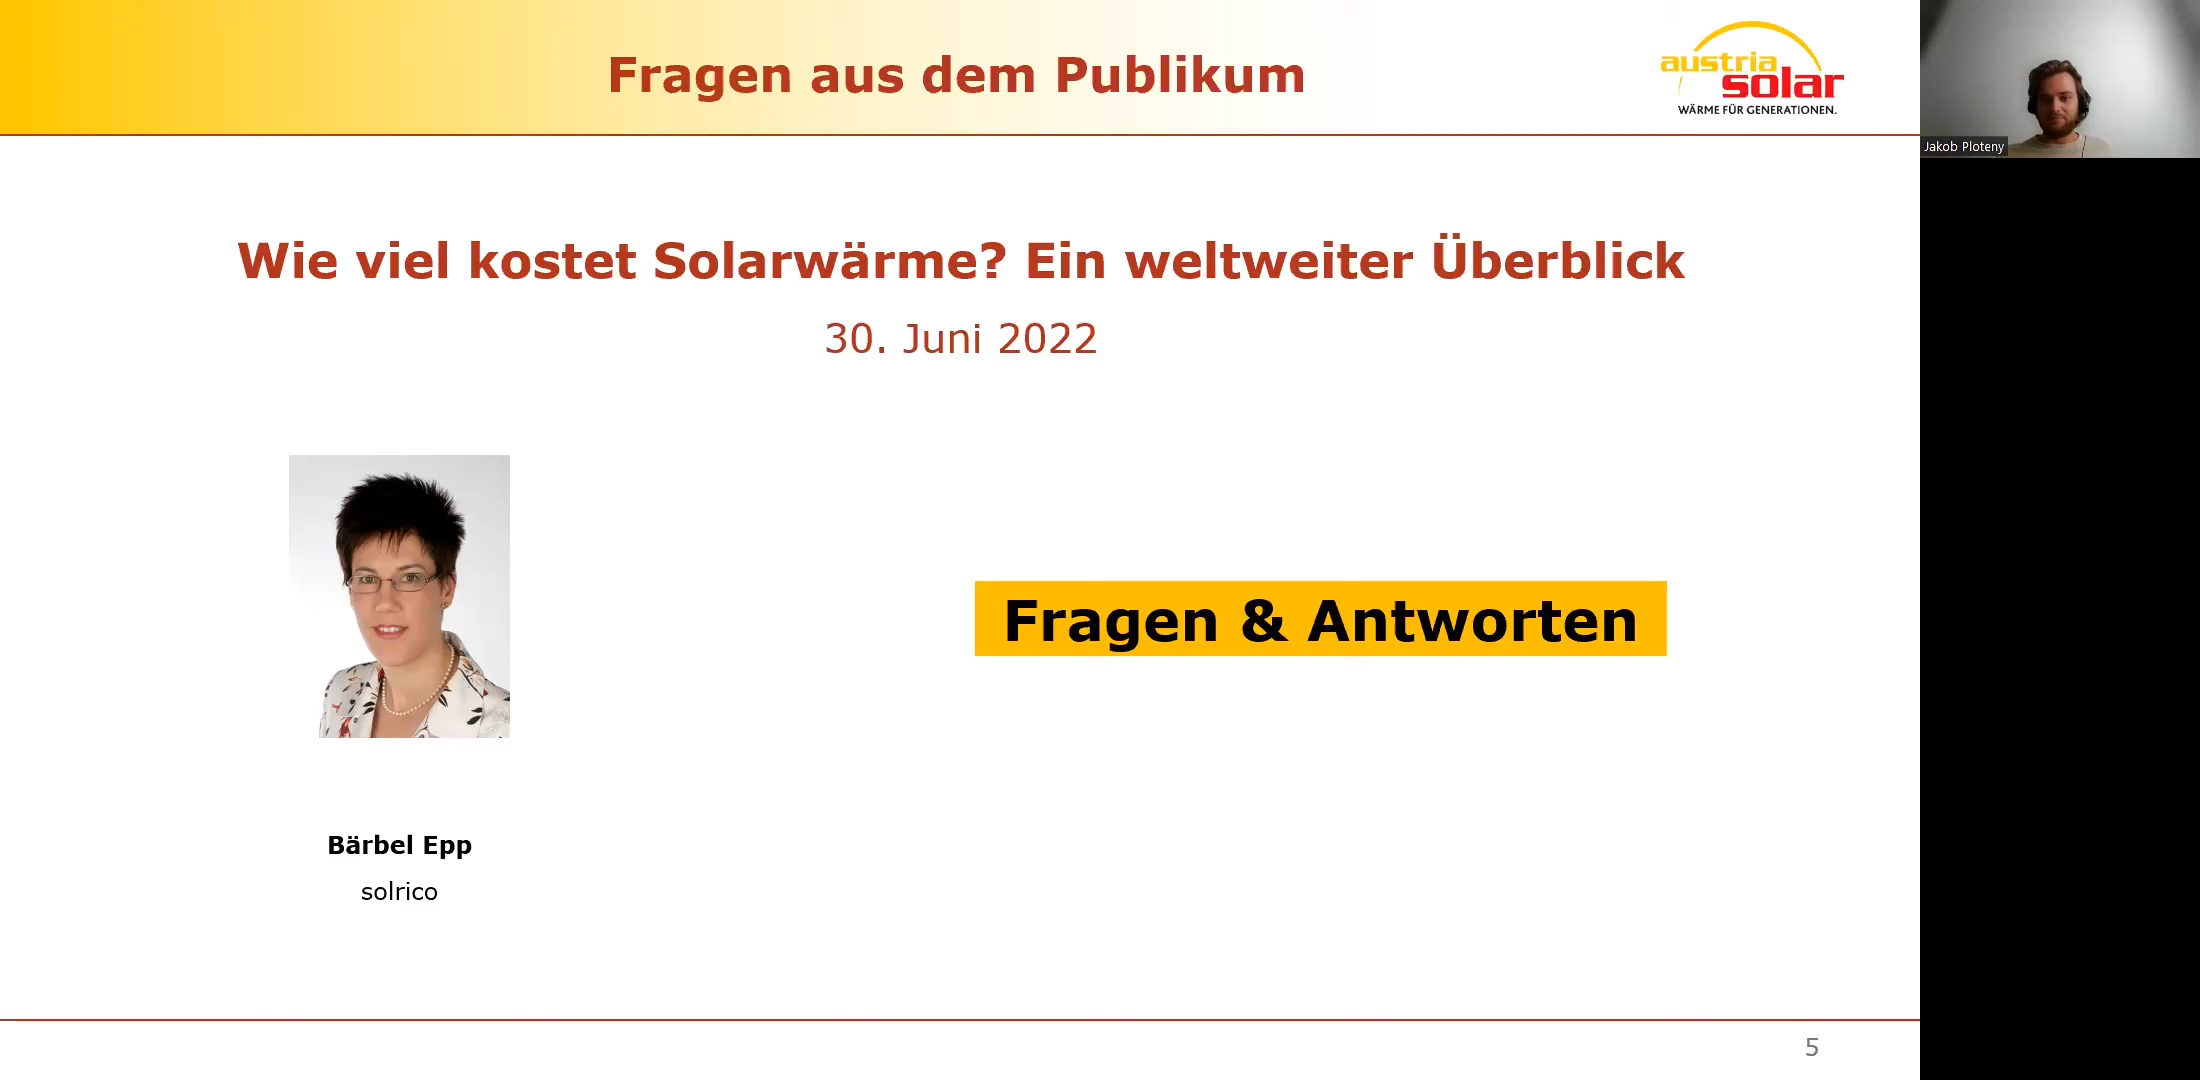 Fragen aus dem Publikum
austria
solar
WÄRME FÜR GENERATIONEN.
Jakob Ploteny
Wie viel kostet Solarwärme? Ein weltweiter Überblick
30. Juni 2022
Fragen & Antworten
Bärbel Epp
solrico
5